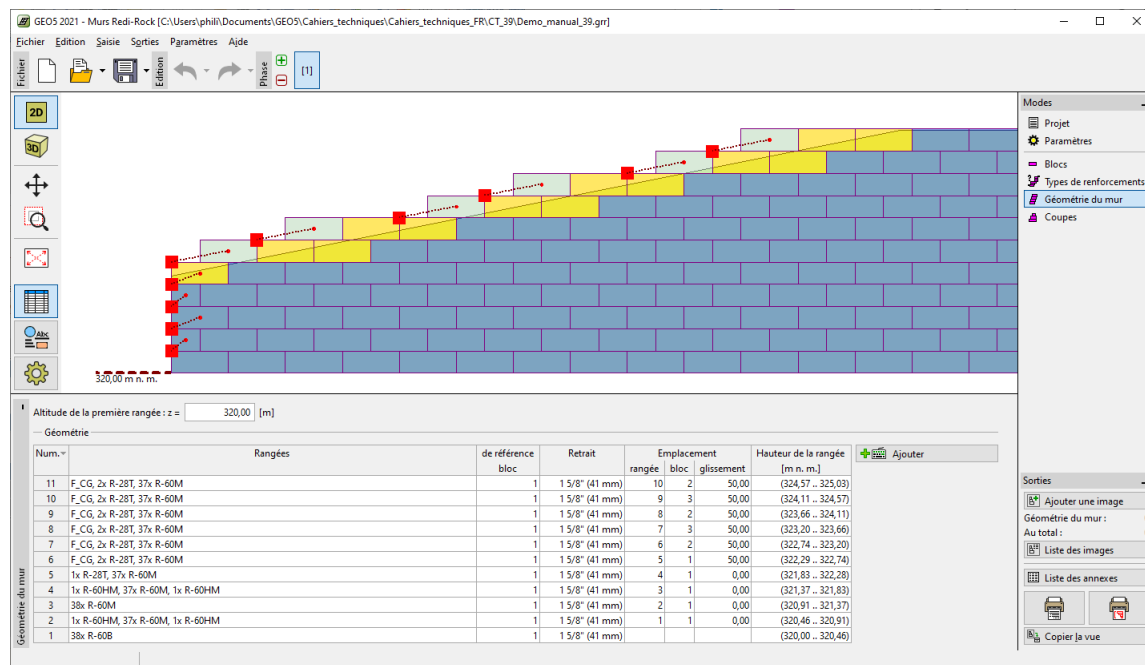 GEO5 2021 - Murs Redi-Rock [C:\Users\phili\Documents\GEO5\Cahiers_techniques\Cahiers_techniques_FR\CT_39\Demo_manual_39.grr]
Fichier Edition Saisie Sorties Paramètres Aide
Fichier Edition Phase [1]
2D
3D
Abc
320,00 m n. m.
Modes
Projet
Paramètres
Blocs
Types de renforcements
Géométrie du mur
Coupes
Géométrie du mur
Altitude de la première rangée : z = 320,00 [m]
Géométrie
Num. Rangées de référence Retrait Emplacement Hauteur de la rangée Ajouter
bloc rangée bloc glissement [m n. m.]
11 F_CG, 2x R-28T, 37x R-60M 1 1 5/8" (41 mm) 10 2 50,00 (324,57 .. 325,03)
10 F_CG, 2x R-28T, 37x R-60M 1 1 5/8" (41 mm) 9 3 50,00 (324,11 .. 324,57)
9 F_CG, 2x R-28T, 37x R-60M 1 1 5/8" (41 mm) 8 2 50,00 (323,66 .. 324,11)
8 F_CG, 2x R-28T, 37x R-60M 1 1 5/8" (41 mm) 7 3 50,00 (323,20 .. 323,66)
7 F_CG, 2x R-28T, 37x R-60M 1 1 5/8" (41 mm) 6 2 50,00 (322,74 .. 323,20)
6 F_CG, 2x R-28T, 37x R-60M 1 1 5/8" (41 mm) 5 1 50,00 (322,29 .. 322,74)
5 1x R-28T, 37x R-60M 1 1 5/8" (41 mm) 4 1 0,00 (321,83 .. 322,28)
4 1x R-60HM, 37x R-60M, 1x R-60HM 1 1 5/8" (41 mm) 3 1 0,00 (321,37 .. 321,83)
3 38x R-60M 1 1 5/8" (41 mm) 2 1 0,00 (320,91 .. 321,37)
2 1x R-60HM, 37x R-60M, 1x R-60HM 1 1 5/8" (41 mm) 1 1 0,00 (320,46 .. 320,91)
1 38x R-60B 1 1 5/8" (41 mm) (320,00 .. 320,46)
Sorties
Ajouter une image
Géométrie du mur :
Au total :
Liste des images
Liste des annexes
Copier la vue